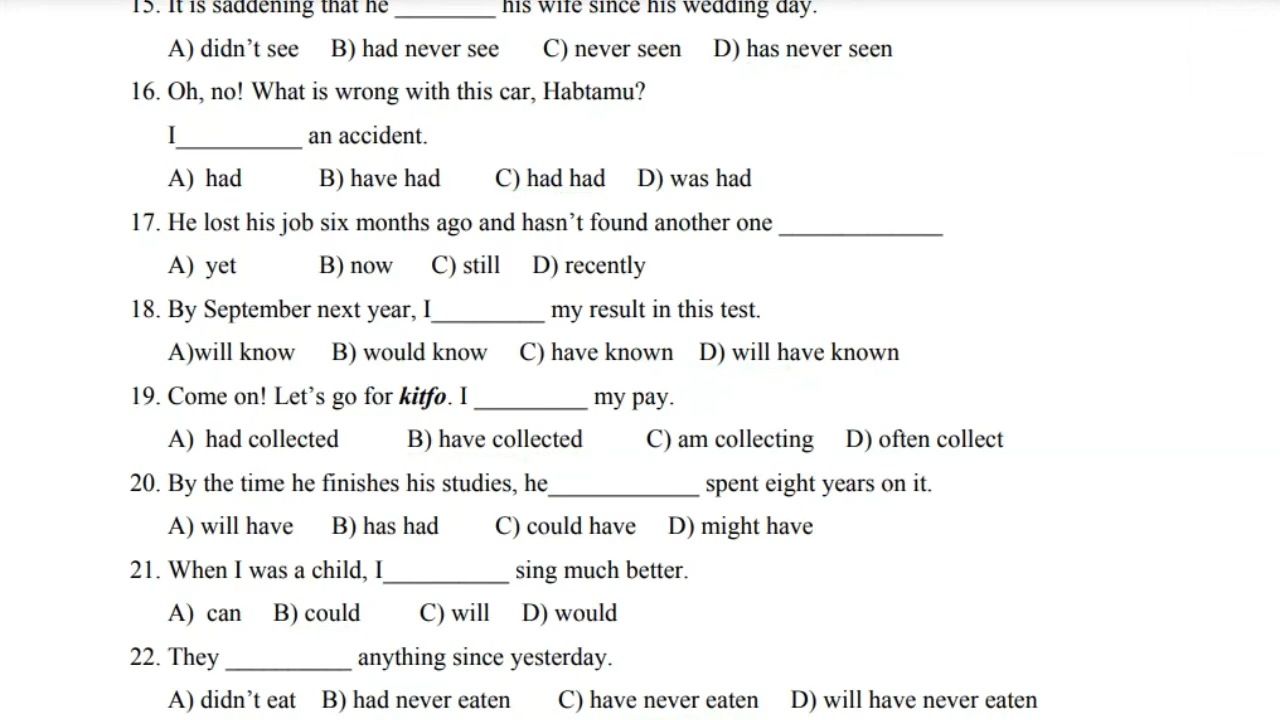 15. It is saddening that he ________ his wife since his wedding day.
A) didn’t see B) had never see C) never seen D) has never seen
16. Oh, no! What is wrong with this car, Habtamu?
I__________ an accident.
A) had B) have had C) had had D) was had
17. He lost his job six months ago and hasn’t found another one _____________
A) yet B) now C) still D) recently
18. By September next year, I_________ my result in this test.
A)will know B) would know C) have known D) will have known
19. Come on! Let’s go for kitfo. I _________ my pay.
A) had collected B) have collected C) am collecting D) often collect
20. By the time he finishes his studies, he____________ spent eight years on it.
A) will have B) has had C) could have D) might have
21. When I was a child, I__________ sing much better.
A) can B) could C) will D) would
22. They __________ anything since yesterday.
A) didn’t eat B) had never eaten C) have never eaten D) will have never eaten